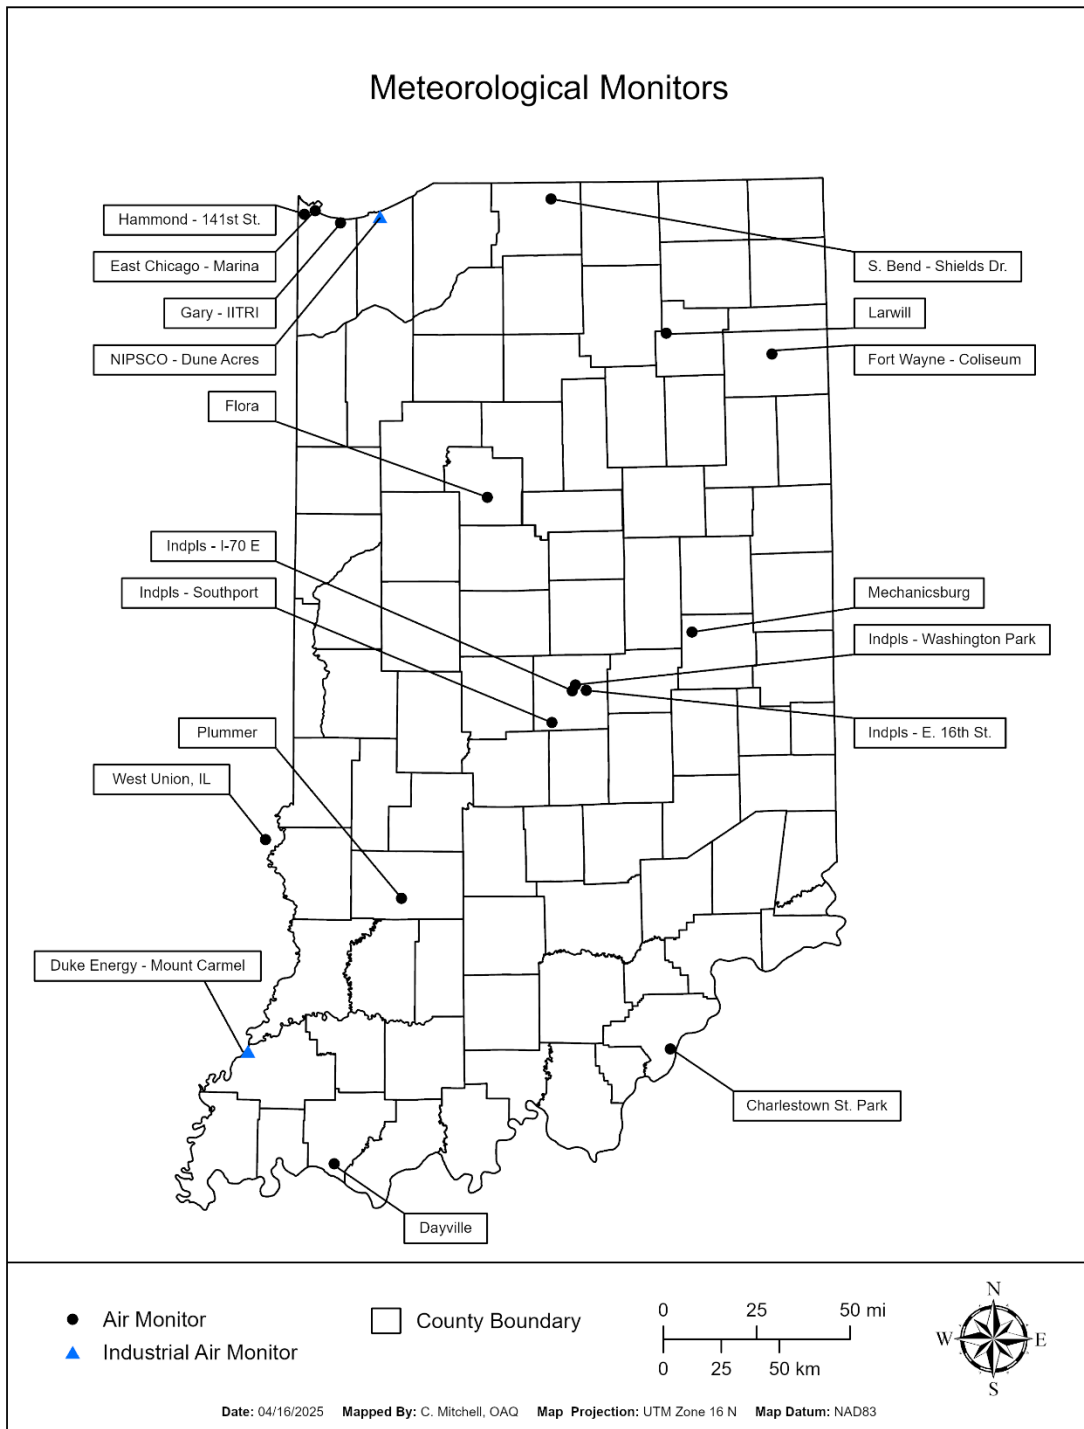 Meteorological Monitors
Hammond - 141st St.
East Chicago - Marina
Gary - IITRI
NIPSCO - Dune Acres
Flora
Indpls - I-70 E
Indpls - Southport
Plummer
West Union, IL
Duke Energy - Mount Carmel
S. Bend - Shields Dr.
Larwill
Fort Wayne - Coliseum
Mechanicsburg
Indpls - Washington Park
Indpls - E. 16th St.
Charlestown St. Park
Dayville
Air Monitor
Industrial Air Monitor
County Boundary
0 25 50 mi
0 25 50 km
N
W E
S
Date: 04/16/2025 Mapped By: C. Mitchell, OAQ Map Projection: UTM Zone 16 N Map Datum: NAD83